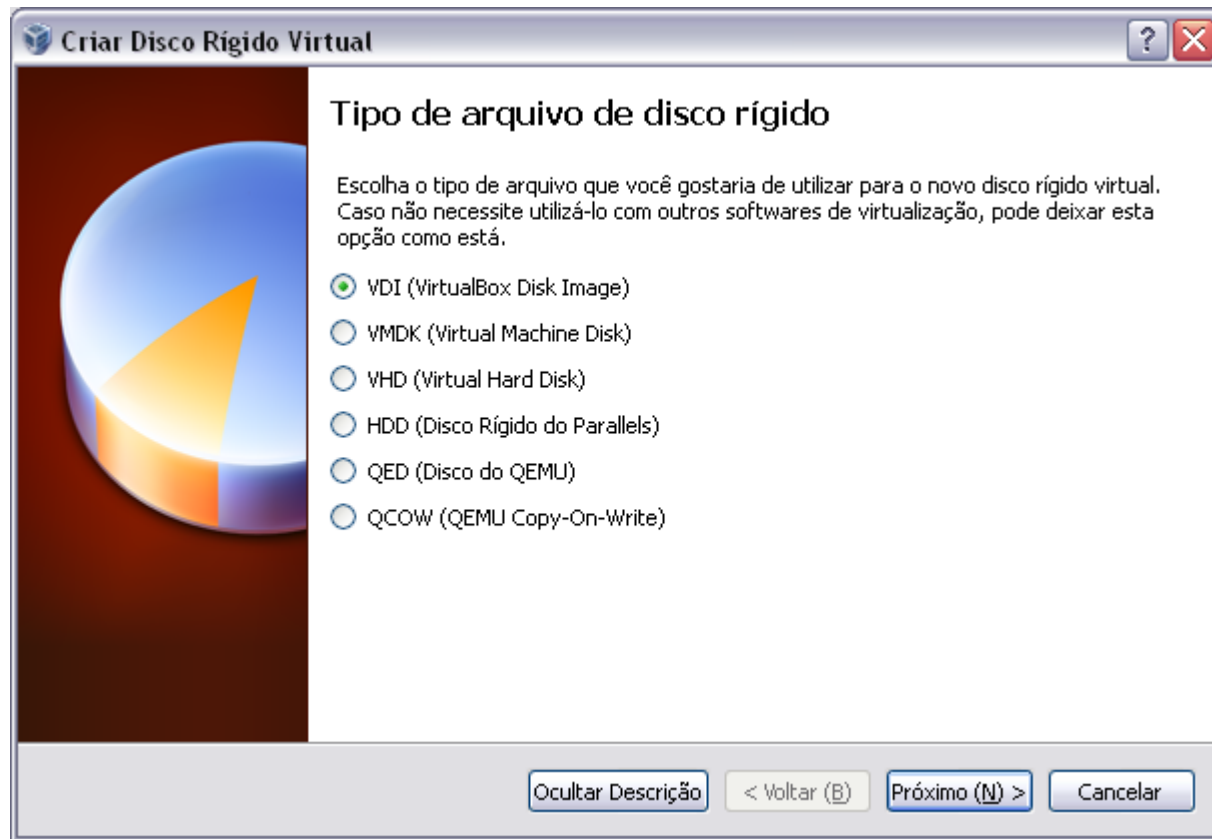 Criar Disco Rígido Virtual
?
Tipo de arquivo de disco rígido
Escolha o tipo de arquivo que você gostaria de utilizar para o novo disco rígido virtual.
Caso não necessite utilizá-lo com outros softwares de virtualização, pode deixar esta
opção como está.
VDI (VirtualBox Disk Image)
VMDK (Virtual Machine Disk)
VHD (Virtual Hard Disk)
HDD (Disco Rígido do Parallels)
QED (Disco do QEMU)
QCOW (QEMU Copy-On-Write)
Ocultar Descrição < Voltar (B) Próximo (N) > Cancelar